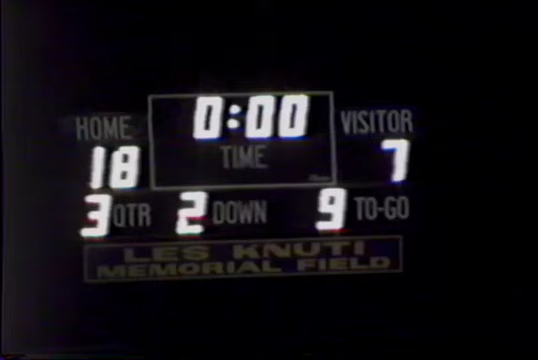 0:00
HOME TIME VISITOR
18 7
3 QTR 2 DOWN 9 TO-GO
LES KNUTI
MEMORIAL FIELD